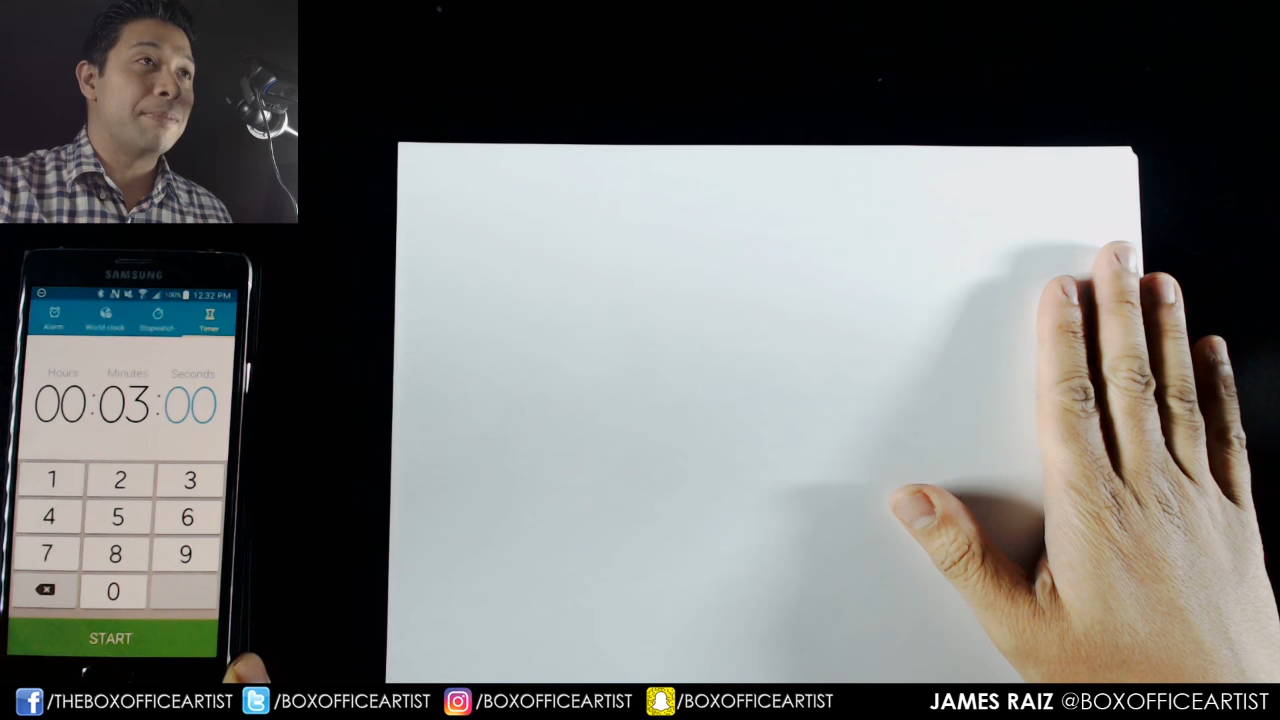 SAMSUNG
100% 12:32 PM
Alarm World clock Stopwatch Timer
Hours Minutes Seconds
00:03:00
1 2 3
4 5 6
7 8 9
0
START
/THEBOXOFFICEARTIST /BOXOFFICEARTIST /BOXOFFICEARTIST /BOXOFFICEARTIST JAMES RAIZ @BOXOFFICEARTIST